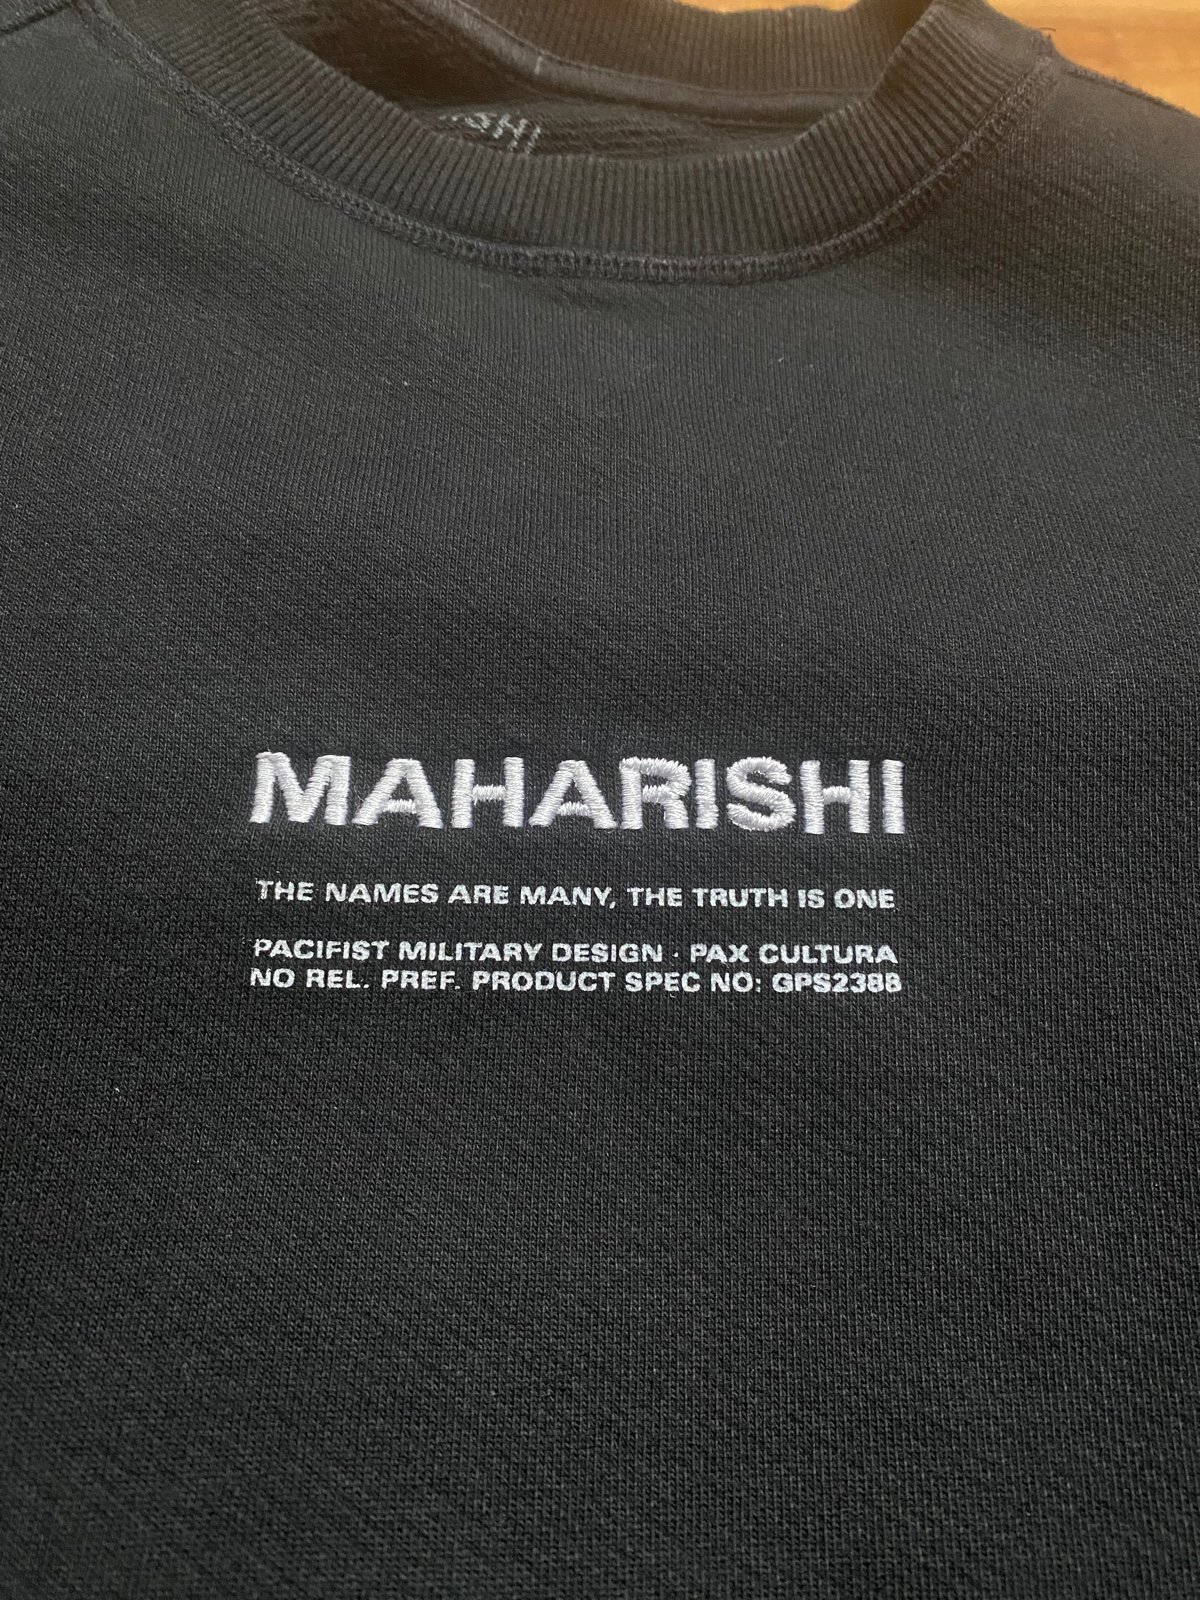 MAHARISHI
THE NAMES ARE MANY, THE TRUTH IS ONE
PACIFIST MILITARY DESIGN · PAX CULTURA
NO REL. PREF. PRODUCT SPEC NO: GPS2388